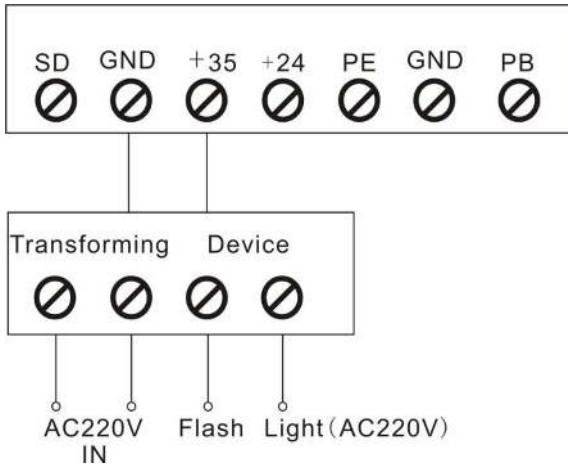 SD GND +35 +24 PE GND PB
Transforming Device
AC220V Flash Light(AC220V)
IN